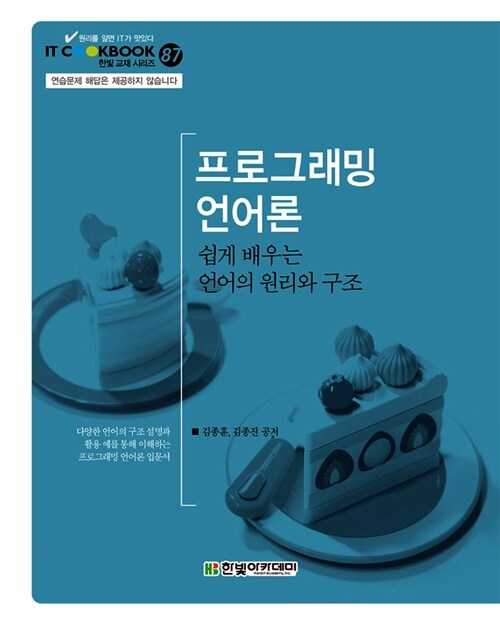 원리를 알면 IT가 맛있다
IT COOKBOOK
한빛 교재 시리즈 87
연습문제 해답은 제공하지 않습니다
프로그래밍
언어론
쉽게 배우는
언어의 원리와 구조
다양한 언어의 구조 설명과
활용 예를 통해 이해하는
프로그래밍 언어론 입문서
■ 김종훈, 김종진 공저
HB 한빛아카데미
Hanbit Academy, Inc.